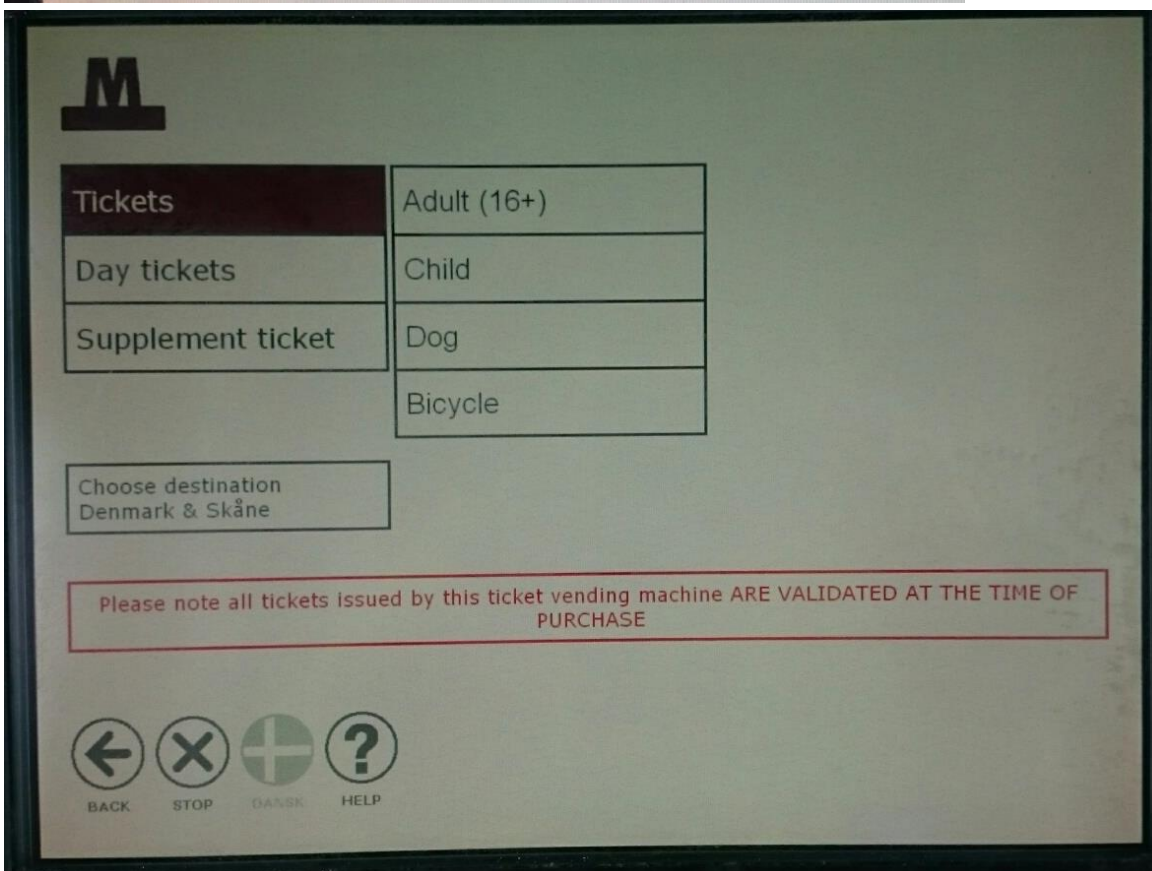 M
Tickets
Adult (16+)
Day tickets
Child
Supplement ticket
Dog
Bicycle
Choose destination
Denmark & Skåne
Please note all tickets issued by this ticket vending machine ARE VALIDATED AT THE TIME OF
PURCHASE
?
BACK
STOP
DANSK
HELP